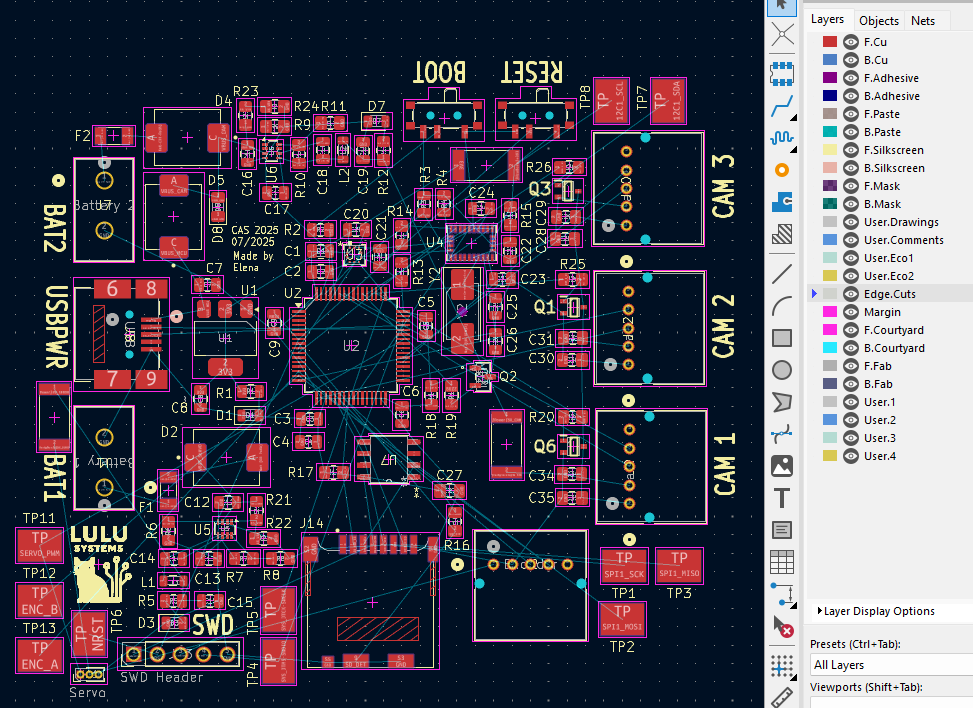 Layers Objects Nets
F.Cu
B.Cu
F.Adhesive
B.Adhesive
F.Paste
B.Paste
F.Silkscreen
B.Silkscreen
F.Mask
B.Mask
User.Drawings
User.Comments
User.Eco1
User.Eco2
Edge.Cuts
Margin
F.Courtyard
B.Courtyard
F.Fab
B.Fab
User.1
User.2
User.3
User.4
Layer Display Options
Presets (Ctrl+Tab):
All Layers
Viewports (Shift+Tab):
BOOT
RESET
TP8
TP
TP7
TP
R23
D4
R24
R11
D7
F2
A
C
R9
C16
U6
R10
C18
L2
C19
R12
R3
R4
R26
Q3
CAM 3
D5
A
VBUS_CAM
VBUS_MCU
C
D6
C17
BAT2
Battery 2
CAS 2025
07/2025
Made by
Elena
R2
C20
C1
U3
C21
R14
C2
R13
C24
U4
R15
C29
C22
C28
Y2
C23
R25
C7
U1
U2
C5
C25
Q1
CAM 2
USBPWR
6
8
7
9
U1
3V3
C9
U2
C26
C31
C30
Q2
C8
R1
D1
C3
C6
R18
R19
R20
Q6
CAM 1
D2
C
A
C4
R17
C27
C34
C35
BAT1
F1
C12
R21
R6
U5
R22
J14
R16
TP11
TP
SERVO_PWM
LULU
SYSTEMS
C14
L1
C13
R7
R8
TP12
TP
ENC_B
R5
C15
TP5
TP
D3
SWD
TP6
TP
NRST
TP13
TP
ENC_A
TP4
TP
Servo
SWD Header
Encoder
TP
SPI1_SCK
TP1
TP
SPI1_MISO
TP3
TP
SPI1_MOSI
TP2